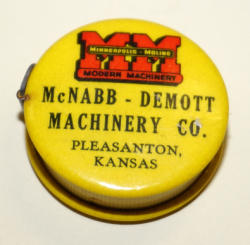 MM
MINNEAPOLIS - MOLINE
MODERN MACHINERY
McNABB - DEMOTT
MACHINERY CO.
PLEASANTON,
KANSAS